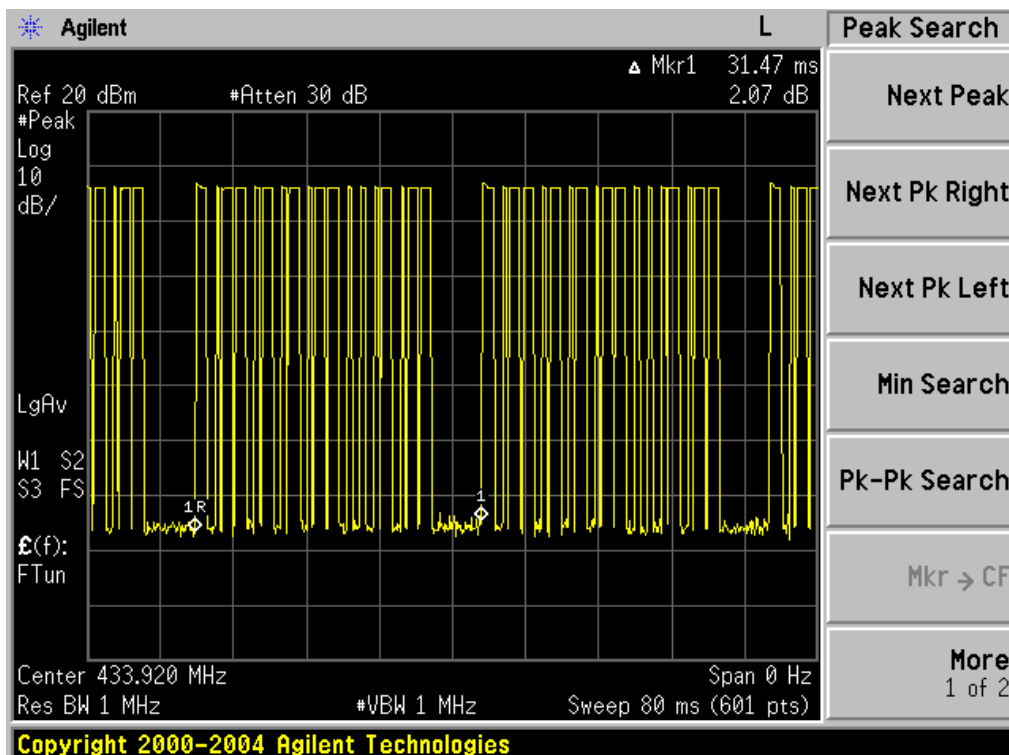 Agilent L Peak Search
Δ Mkr1 31.47 ms
Ref 20 dBm #Atten 30 dB 2.07 dB
#Peak
Log
10
dB/
LgAv
W1 S2
S3 FS
£(f):
FTun
1R
1
Center 433.920 MHz Span 0 Hz
Res BW 1 MHz #VBW 1 MHz Sweep 80 ms (601 pts)
Copyright 2000-2004 Agilent Technologies
Next Peak
Next Pk Right
Next Pk Left
Min Search
Pk-Pk Search
Mkr → CF
More
1 of 2